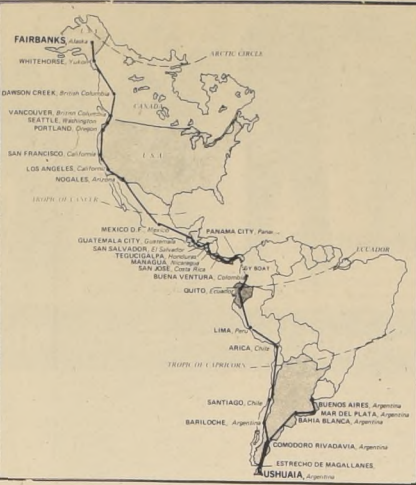 FAIRBANKS, Alaska
ARCTIC CIRCLE
WHITEHORSE, Yukon
DAWSON CREEK, British Columbia
CANADA
VANCOUVER, British Columbia
SEATTLE, Washington
PORTLAND, Oregon
SAN FRANCISCO, California
U.S.A.
LOS ANGELES, California
NOGALES, Arizona
TROPIC OF CANCER
MEXICO D.F., Mexico
PANAMA CITY, Panama
GUATEMALA CITY, Guatemala
SAN SALVADOR, El Salvador
TEGUCIGALPA, Honduras
MANAGUA, Nicaragua
SAN JOSE, Costa Rica
BY BOAT
ECUADOR
BUENA VENTURA, Colombia
QUITO, Ecuador
LIMA, Peru
ARICA, Chile
TROPIC OF CAPRICORN
SANTIAGO, Chile
BUENOS AIRES, Argentina
MAR DEL PLATA, Argentina
BARILOCHE, Argentina
BAHIA BLANCA, Argentina
COMODORO RIVADAVIA, Argentina
ESTRECHO DE MAGALLANES,
USHUAIA, Argentina